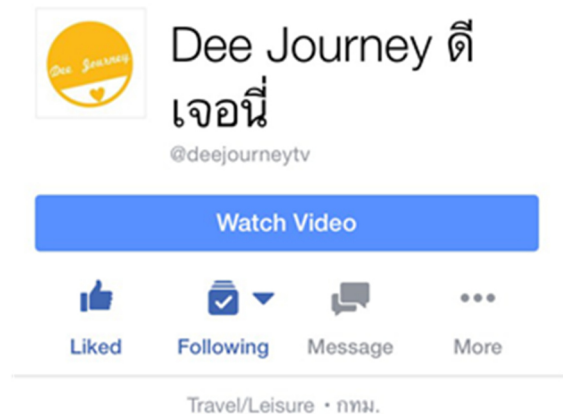 Dee Journey
Dee Journey ดี
เจอนี่
@deejourneytv
Watch Video
Liked
Following
Message
More
Travel/Leisure • กทม.